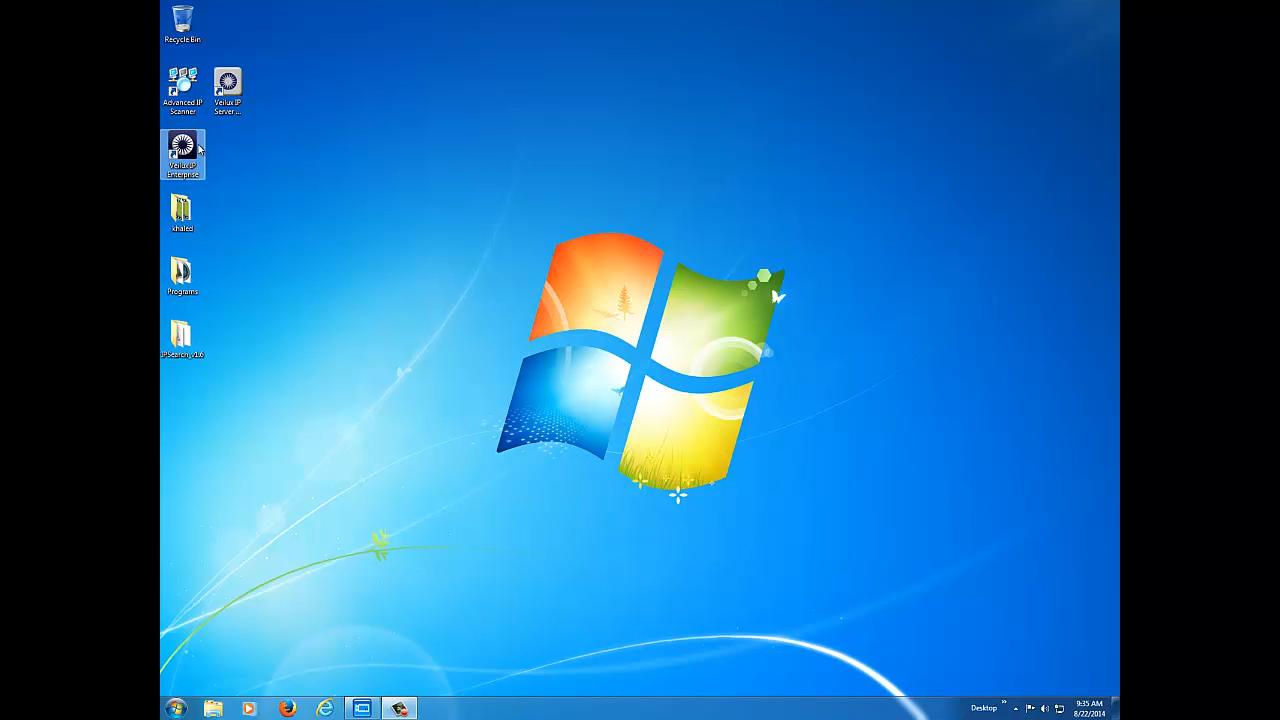 Recycle Bin
Advanced IP
Scanner
Veilux IP
Server ...
Veilux IP
Enterprise
khaled
Programs
IPSearch_v1.6
Desktop
9:35 AM
8/22/2014